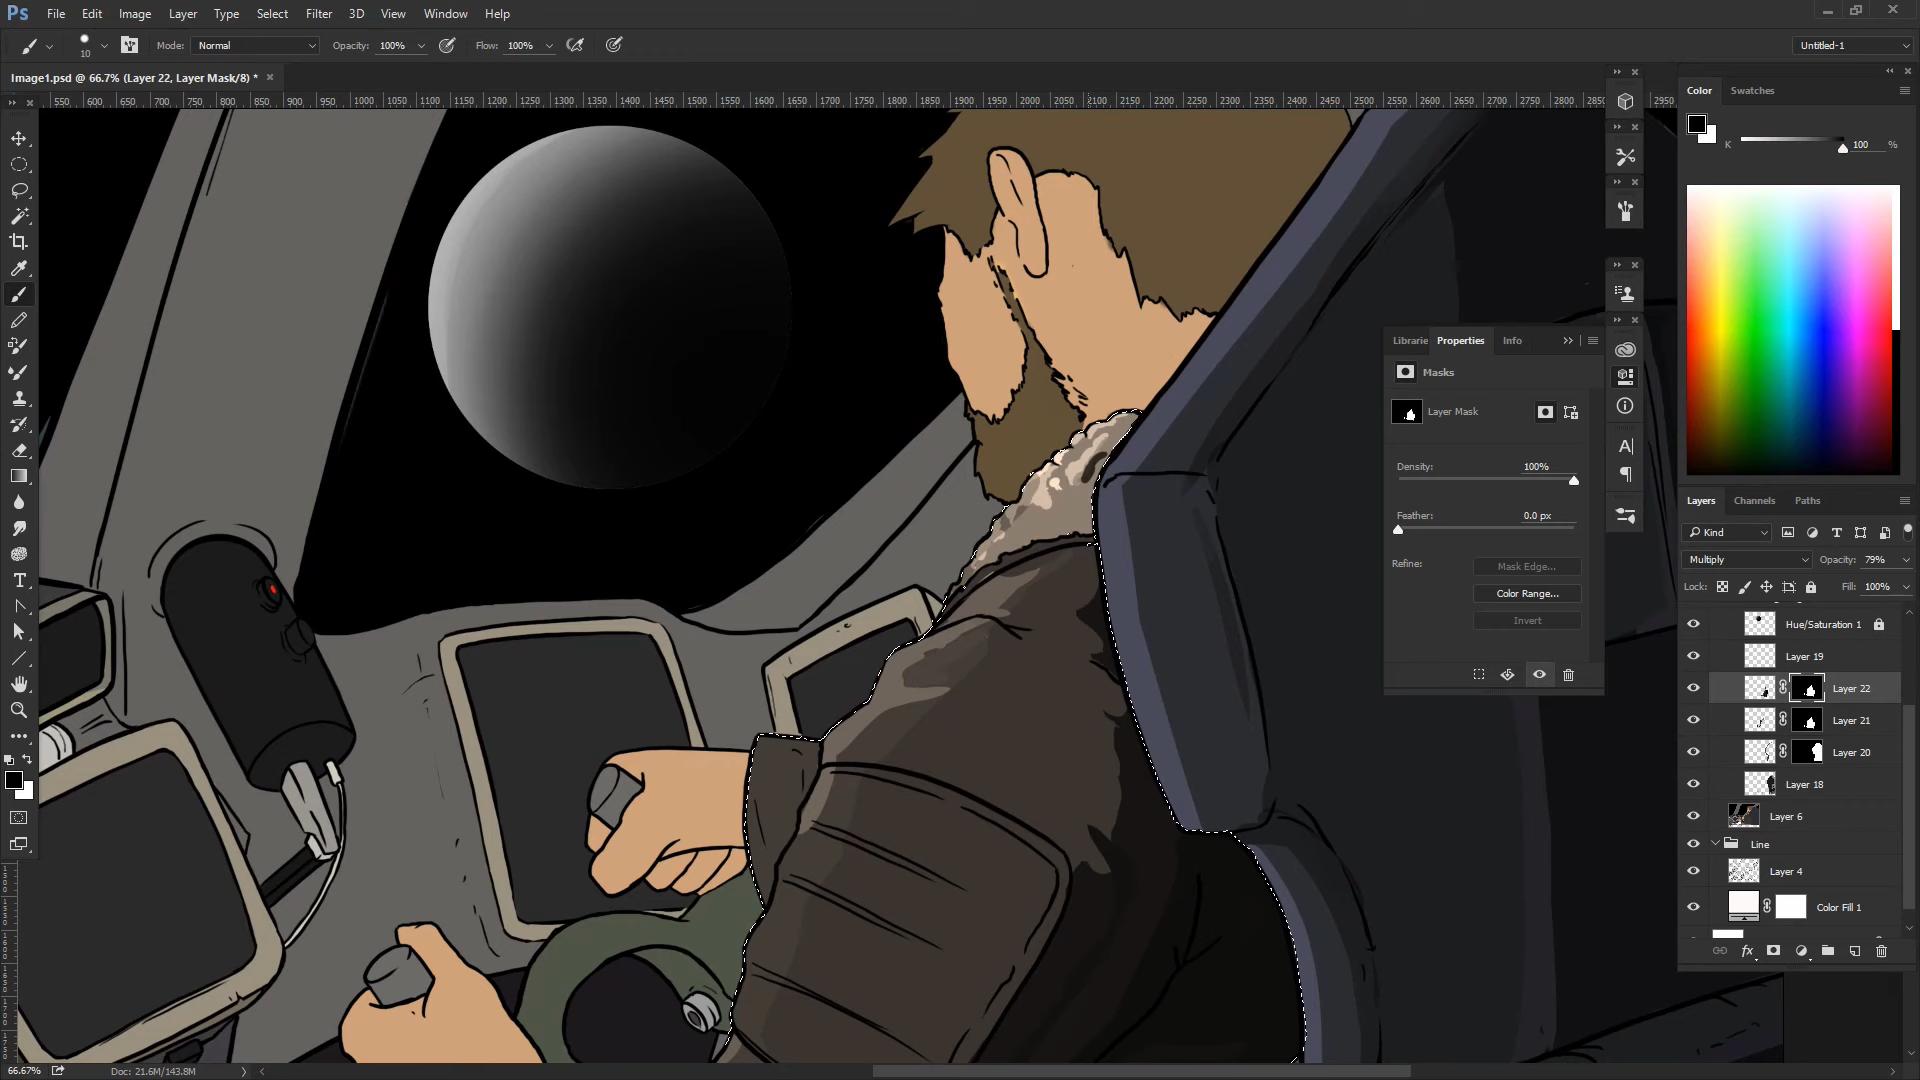 Ps File Edit Image Layer Type Select Filter 3D View Window Help
10 Mode: Normal Opacity: 100% Flow: 100% Untitled-1
Image1.psd @ 66.7% (Layer 22, Layer Mask/8) * ×
550 600 650 700 750 800 850 900 950 1000 1050 1100 1150 1200 1250 1300 1350 1400 1450 1500 1550 1600 1650 1700 1750 1800 1850 1900 1950 2000 2050 2100 2150 2200 2250 2300 2350 2400 2450 2500 2550 2600 2650 2700 2750 2800 2850 2950
Color Swatches
K 100 %
Librarie Properties Info
Masks
Layer Mask
Density: 100%
Feather: 0.0 px
Refine: Mask Edge...
Color Range...
Invert
Layers Channels Paths
Kind
Multiply Opacity: 79%
Lock: Fill: 100%
Hue/Saturation 1
Layer 19
Layer 22
Layer 21
Layer 20
Layer 18
Layer 6
Line
Layer 4
Color Fill 1
fx
66.67% Doc: 21.6M/143.8M